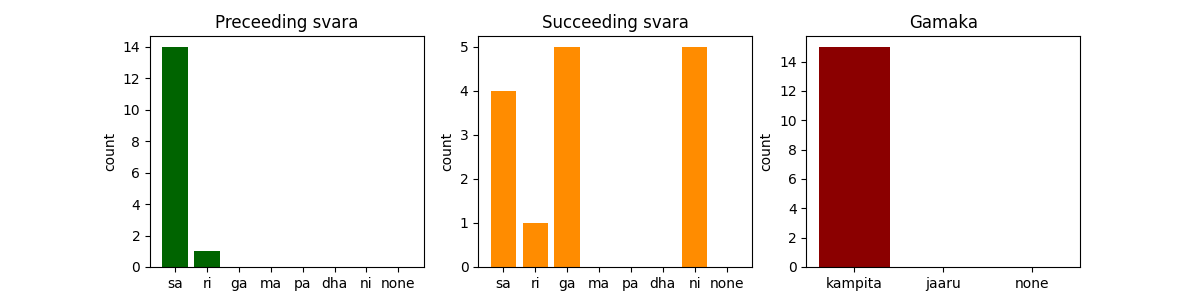 Preceeding svara
count
14
12
10
8
6
4
2
0
sa ri ga ma pa dha ni none
Succeeding svara
count
5
4
3
2
1
0
sa ri ga ma pa dha ni none
Gamaka
count
14
12
10
8
6
4
2
0
kampita jaaru none